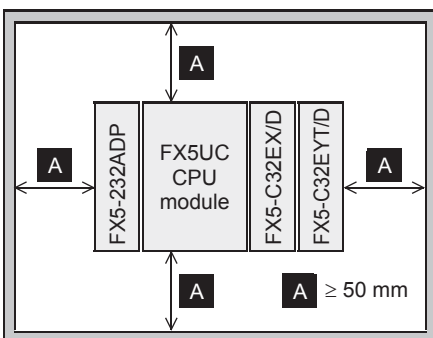 A
A
FX5-232ADP
FX5UC
CPU
module
FX5-C32EX/D
FX5-C32EYT/D
A
A
A ≥ 50 mm